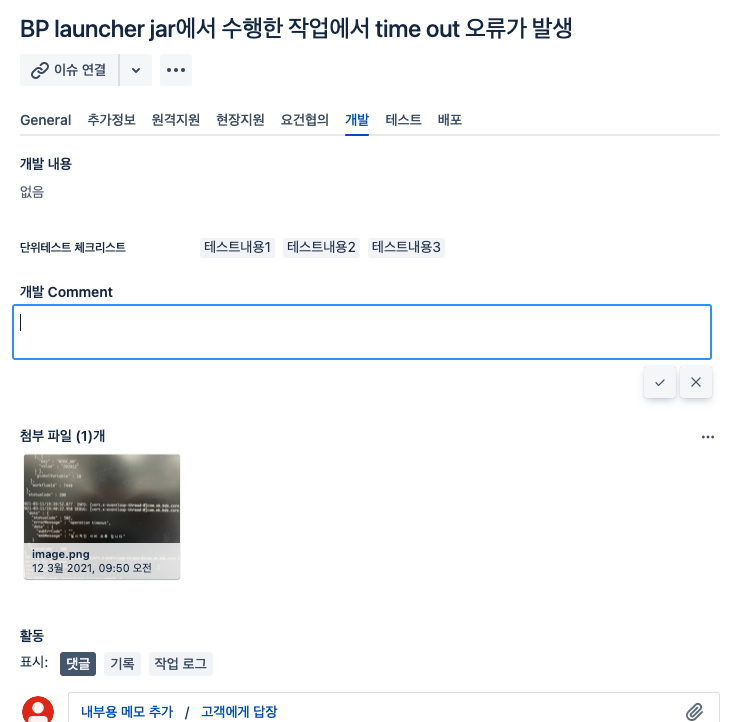 BP launcher jar에서 수행한 작업에서 time out 오류가 발생
이슈 연결
General 추가정보 원격지원 현장지원 요건협의 개발 테스트 배포
개발 내용
없음
단위테스트 체크리스트 테스트내용1 테스트내용2 테스트내용3
개발 Comment
첨부 파일 (1)개
"statusCode"
"errorMessage" : "operation timeout",
image.png
12 3월 2021, 09:50 오전
활동
표시: 댓글 기록 작업 로그
내부용 메모 추가 / 고객에게 답장